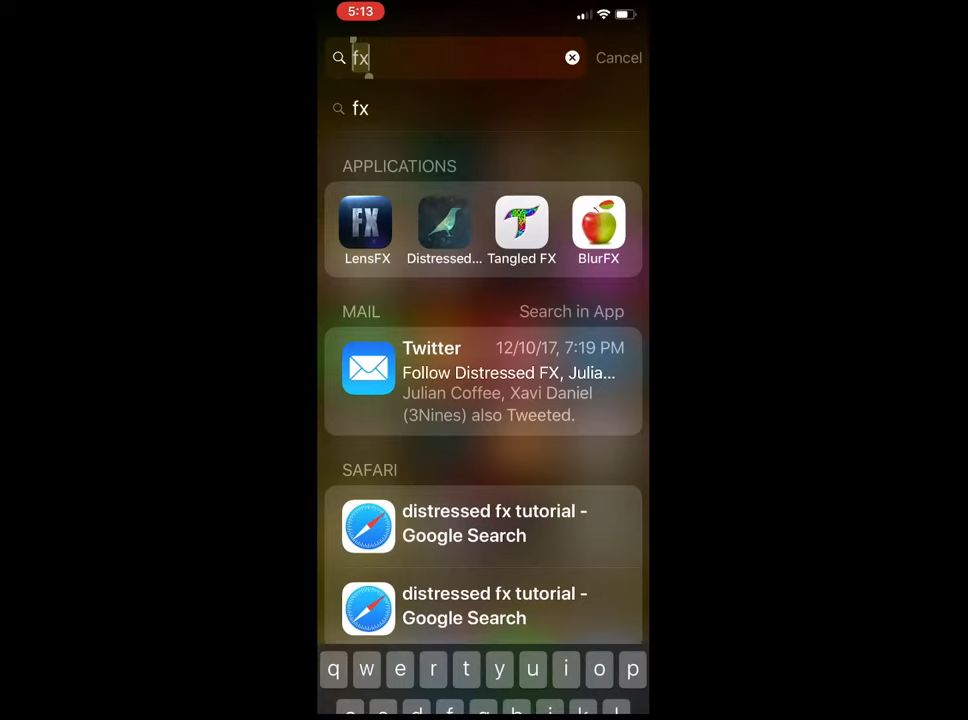 5:13
fx
Cancel
fx
APPLICATIONS
FX
LensFX
Distressed...
T
Tangled FX
BlurFX
MAIL
Search in App
Twitter
12/10/17, 7:19 PM
Follow Distressed FX, Julia...
Julian Coffee, Xavi Daniel
(3Nines) also Tweeted.
SAFARI
distressed fx tutorial -
Google Search
distressed fx tutorial -
Google Search
q w e r t y u i o p